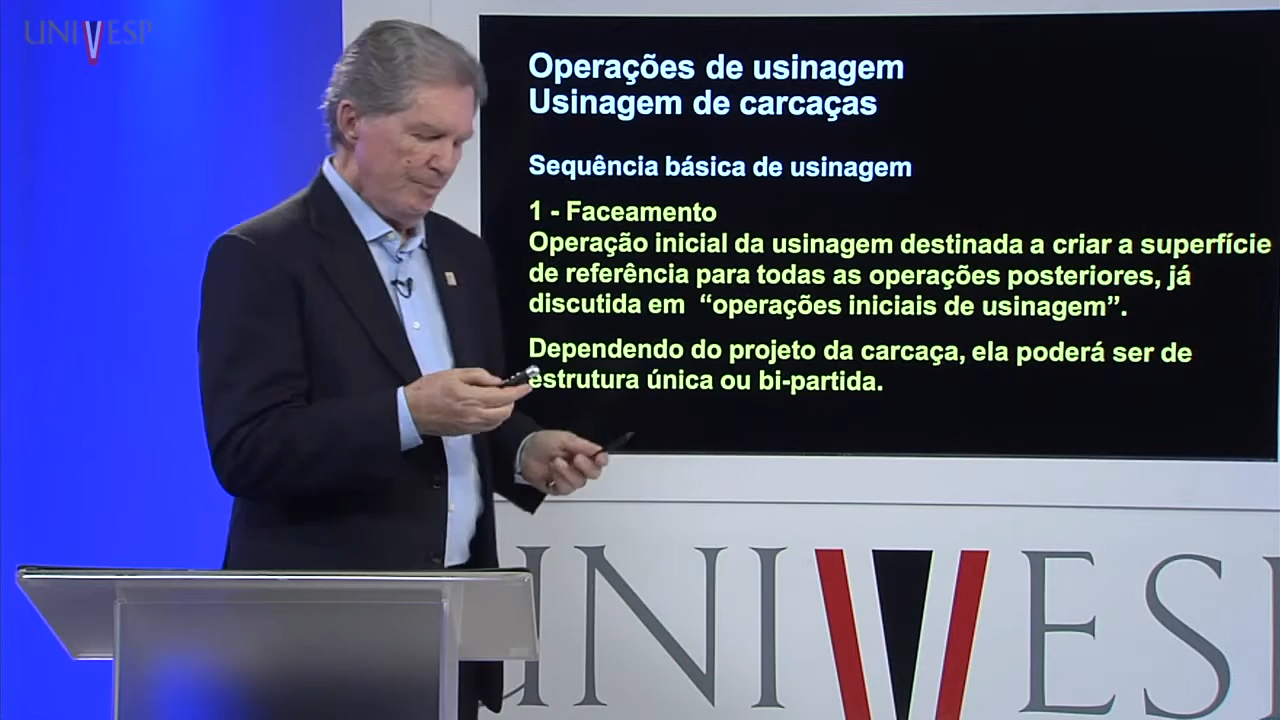 UNIVESP
Operações de usinagem
Usinagem de carcaças
Sequência básica de usinagem
1 - Faceamento
Operação inicial da usinagem destinada a criar a superfície
de referência para todas as operações posteriores, já
discutida em “operações iniciais de usinagem”.
Dependendo do projeto da carcaça, ela poderá ser de
estrutura única ou bi-partida.
UNIVESP